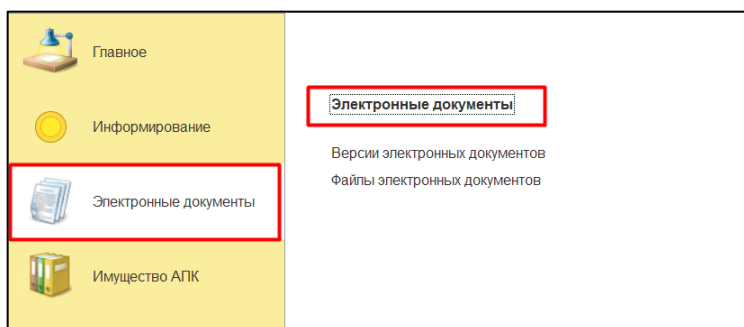 Главное
Информирование
Электронные документы
Имущество АПК
Электронные документы
Версии электронных документов
Файлы электронных документов